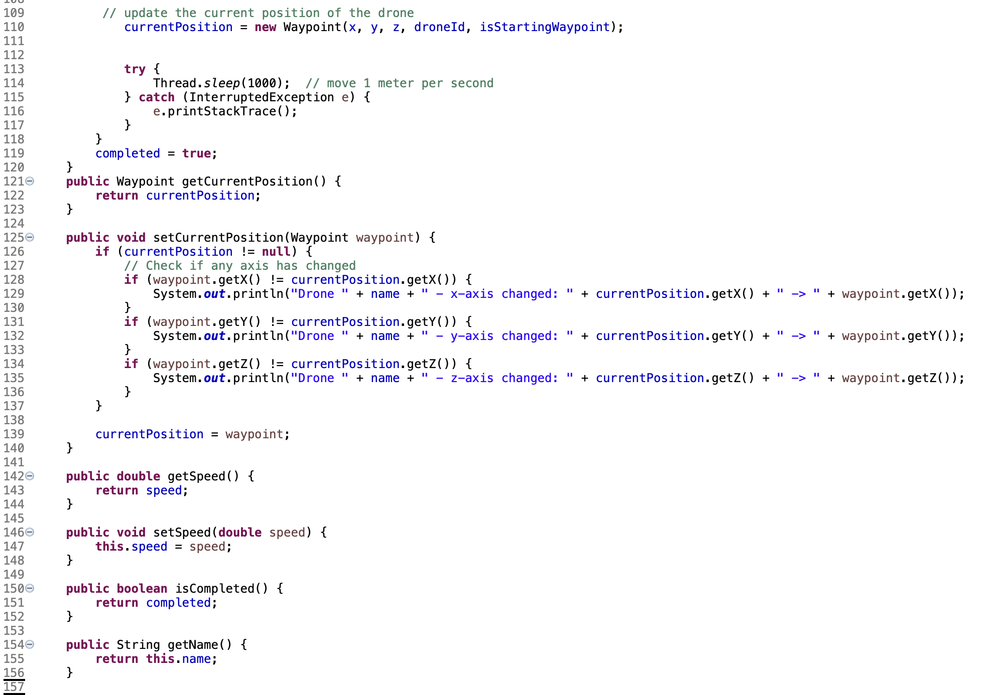 108
109 // update the current position of the drone
110 currentPosition = new Waypoint(x, y, z, droneId, isStartingWaypoint);
111
112
113 try {
114 Thread.sleep(1000);  // move 1 meter per second
115 } catch (InterruptedException e) {
116 e.printStackTrace();
117 }
118 }
119 completed = true;
120 }
121 public Waypoint getCurrentPosition() {
122 return currentPosition;
123 }
124
125 public void setCurrentPosition(Waypoint waypoint) {
126 if (currentPosition != null) {
127 // Check if any axis has changed
128 if (waypoint.getX() != currentPosition.getX()) {
129 System.out.println("Drone " + name + " - x-axis changed: " + currentPosition.getX() + " -> " + waypoint.getX());
130 }
131 if (waypoint.getY() != currentPosition.getY()) {
132 System.out.println("Drone " + name + " - y-axis changed: " + currentPosition.getY() + " -> " + waypoint.getY());
133 }
134 if (waypoint.getZ() != currentPosition.getZ()) {
135 System.out.println("Drone " + name + " - z-axis changed: " + currentPosition.getZ() + " -> " + waypoint.getZ());
136 }
137 }
138
139 currentPosition = waypoint;
140 }
141
142 public double getSpeed() {
143 return speed;
144 }
145
146 public void setSpeed(double speed) {
147 this.speed = speed;
148 }
149
150 public boolean isCompleted() {
151 return completed;
152 }
153
154 public String getName() {
155 return this.name;
156 }
157